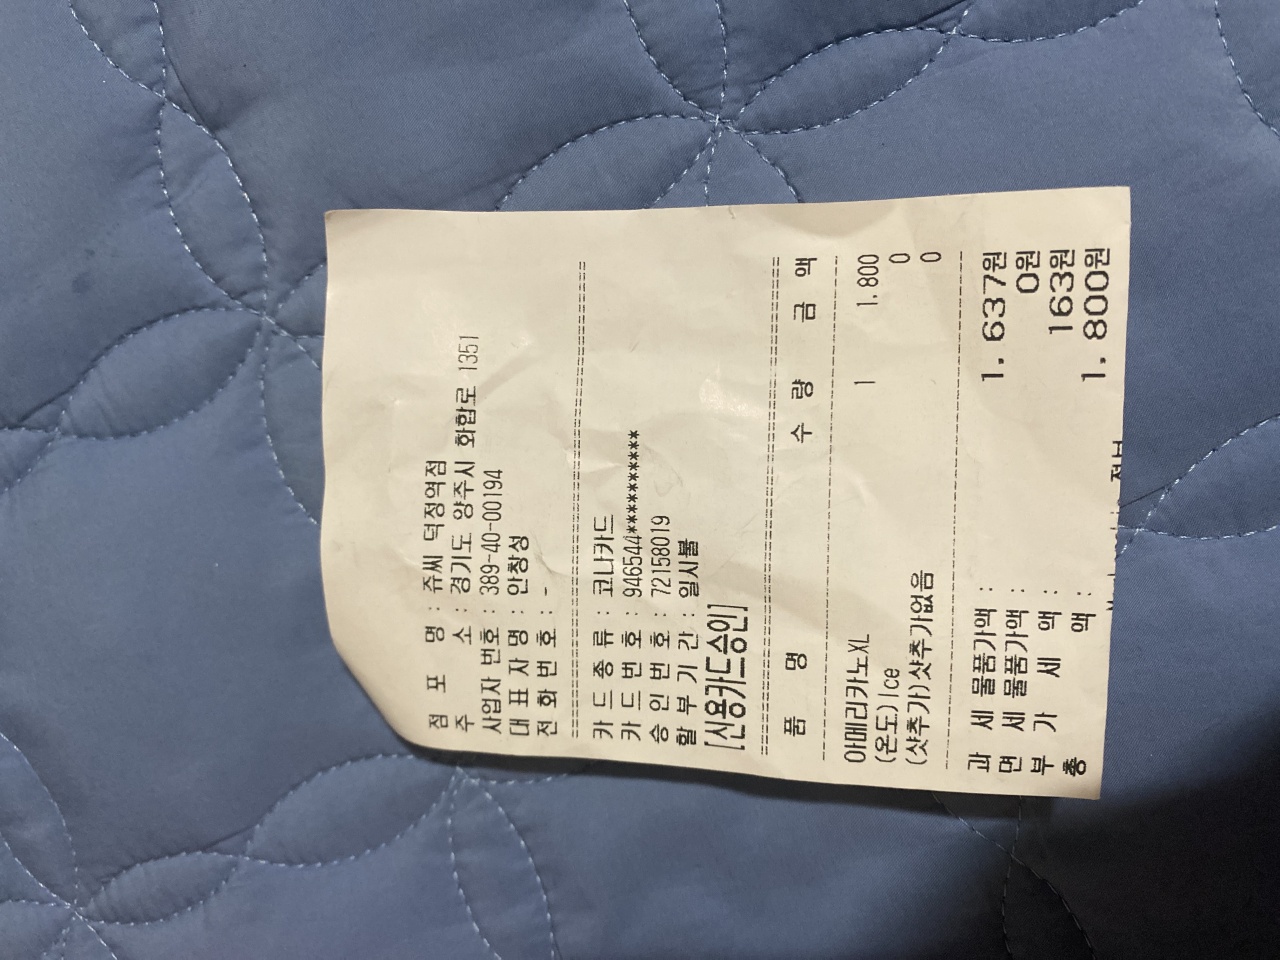 점 포 명 : 쥬씨 덕정역점
주 소 : 경기도 양주시 화합로 1351
사업자 번호 : 389-40-00194
대 표 자 명 : 안창성
전 화 번 호 : -
카 드 종 류 : 코나카드
카 드 번 호 : 946544**********
승 인 번 호 : 72158019
할 부 기 간 : 일시불
[신용카드승인]
품 명 수 량 금 액
아메리카노XL 1 1,800
(온도)Ice 0
(샷추가)샷추가없음 0
과 세 물품가액 : 1,637원
면 세 물품가액 : 0원
부 가 세 액 : 163원
총 액 : 1,800원